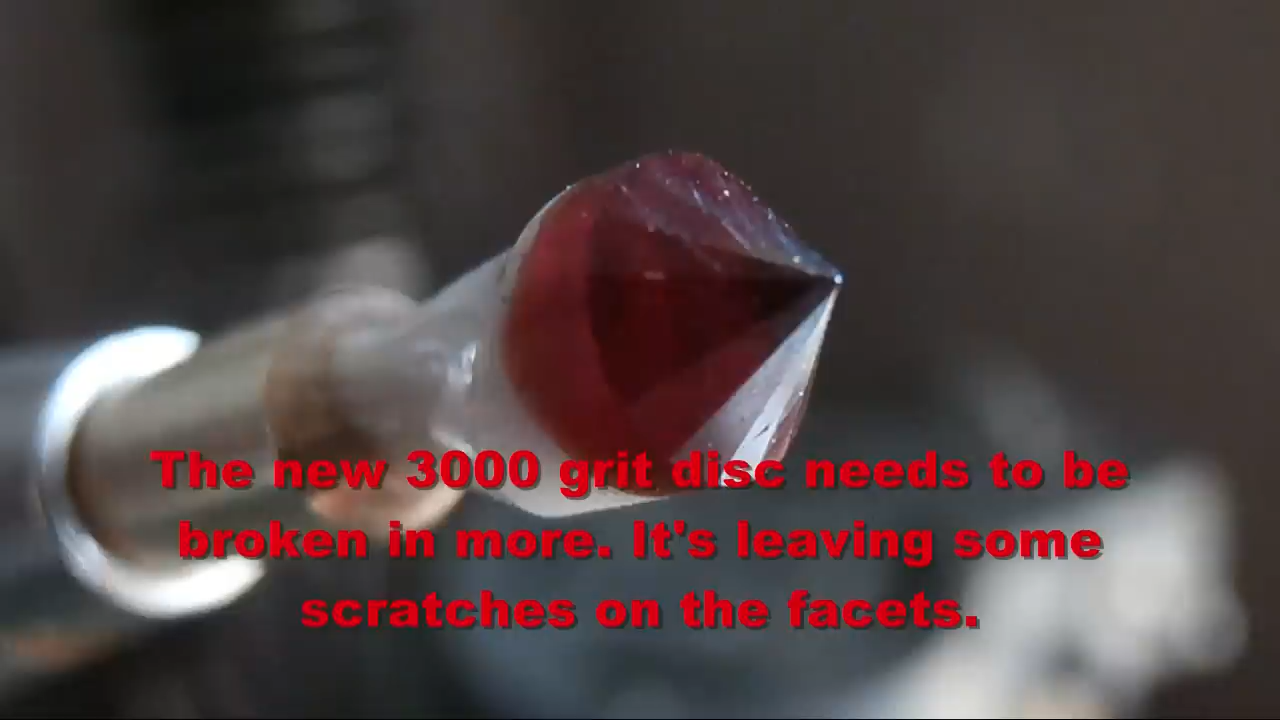 The new 3000 grit disc needs to be
broken in more. It's leaving some
scratches on the facets.